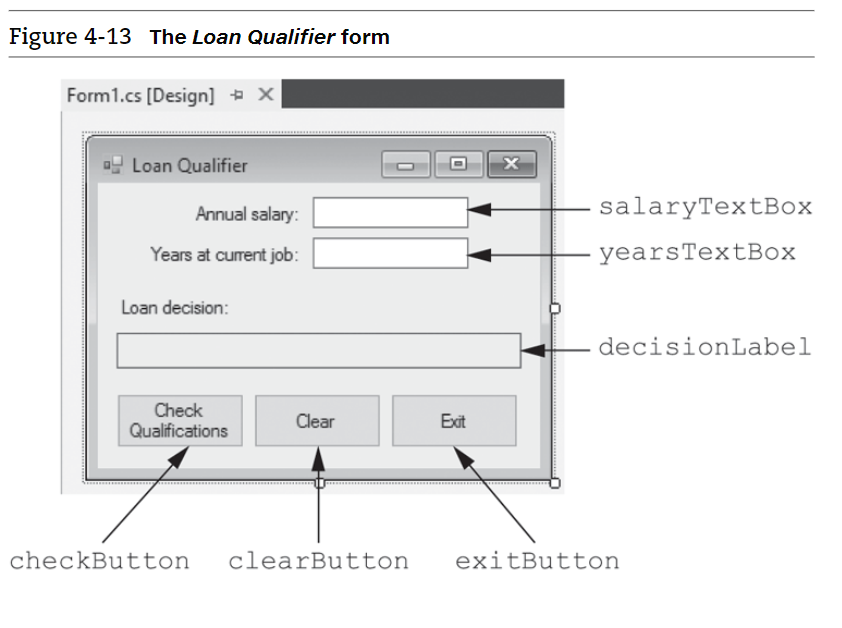 Figure 4-13 The Loan Qualifier form
Form1.cs [Design]
Loan Qualifier
Annual salary:
salaryTextBox
Years at current job:
yearsTextBox
Loan decision:
decisionLabel
Check
Qualifications
Clear
Exit
checkButton
clearButton
exitButton